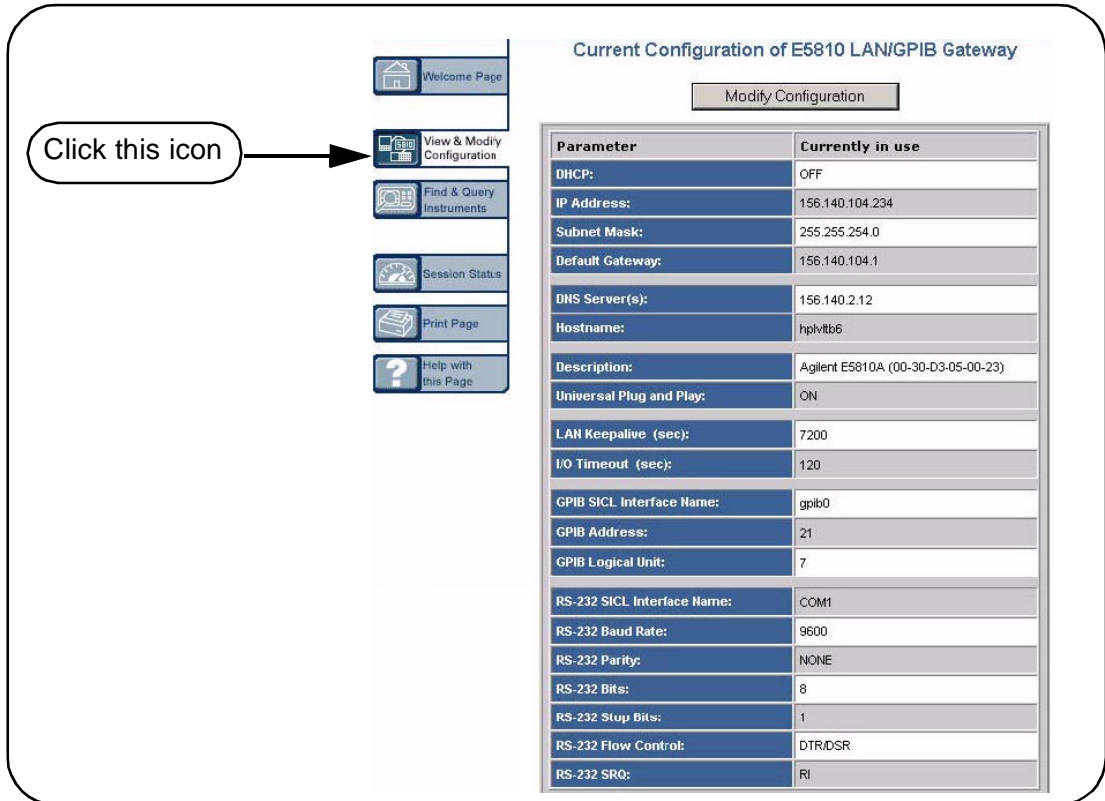 Current Configuration of E5810 LAN/GPIB Gateway
Modify Configuration
Welcome Page
Click this icon
View & Modify
Configuration
Find & Query
Instruments
Session Status
Print Page
Help with
this Page
5810
Parameter Currently in use
DHCP: OFF
IP Address: 156.140.104.234
Subnet Mask: 255.255.254.0
Default Gateway: 156.140.104.1
DNS Server(s): 156.140.2.12
Hostname: hplvltb6
Description: Agilent E5810A (00-30-D3-05-00-23)
Universal Plug and Play: ON
LAN Keepalive (sec): 7200
I/O Timeout (sec): 120
GPIB SICL Interface Name: gpib0
GPIB Address: 21
GPIB Logical Unit: 7
RS-232 SICL Interface Name: COM1
RS-232 Baud Rate: 9600
RS-232 Parity: NONE
RS-232 Bits: 8
RS-232 Stop Bits: 1
RS-232 Flow Control: DTR/DSR
RS-232 SRQ: RI